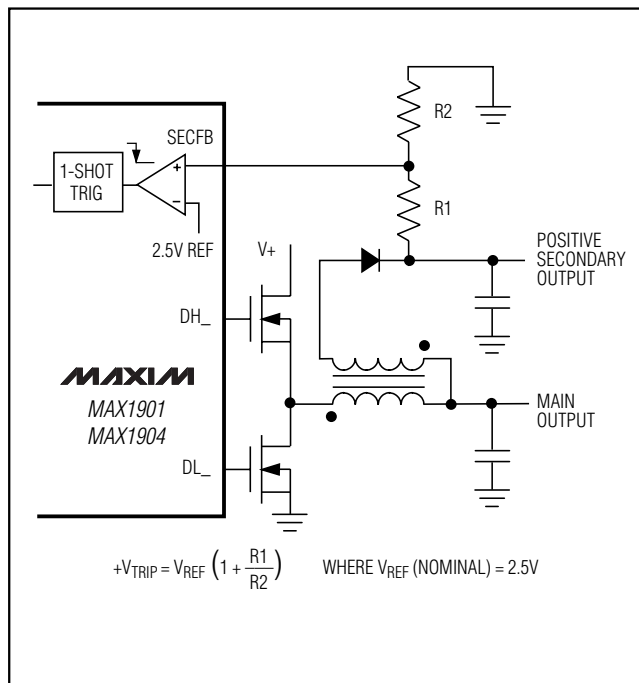 R2
SECFB
1-SHOT
TRIG
+
−
R1
2.5V REF
V+
POSITIVE
SECONDARY
OUTPUT
DH_
MAXIM
MAX1901
MAX1904
MAIN
OUTPUT
DL_
+VTRIP = VREF (1 + R1/R2) WHERE VREF (NOMINAL) = 2.5V